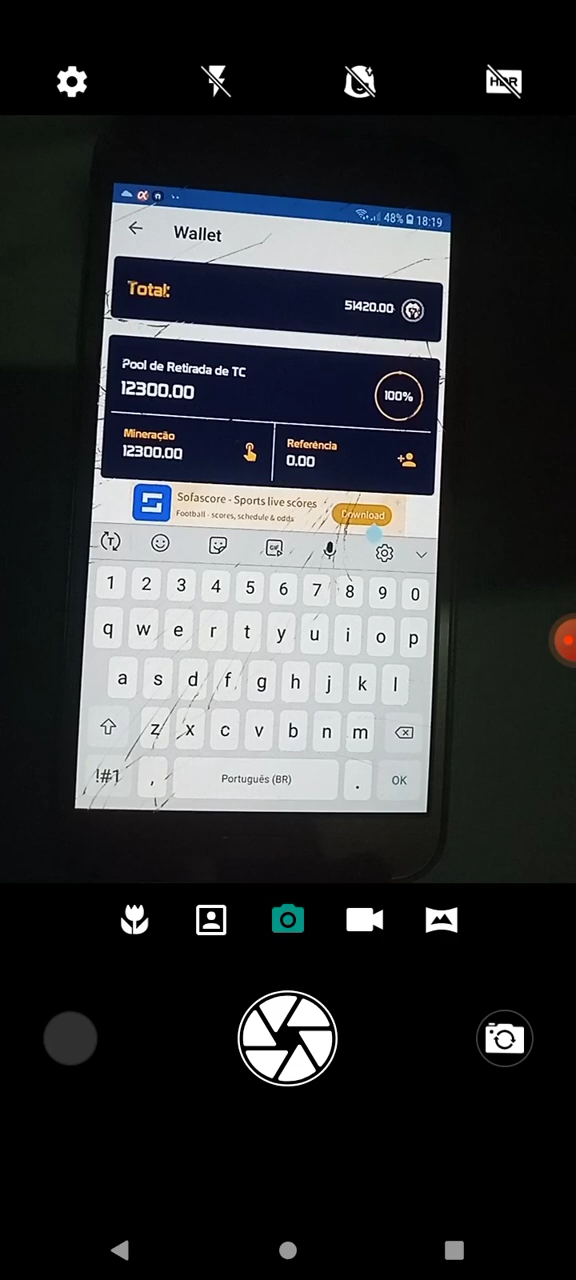 HDR
48% 18:19
Wallet
Total:
51420.00
Pool de Retirada de TC
12300.00
100%
Mineração
12300.00
Referência
0.00
Sofascore - Sports live scores
Football - scores, schedule & odds
Download
T
GIF
1 2 3 4 5 6 7 8 9 0
q w e r t y u i o p
a s d f g h j k l
z x c v b n m
!#1 , Português (BR) . OK